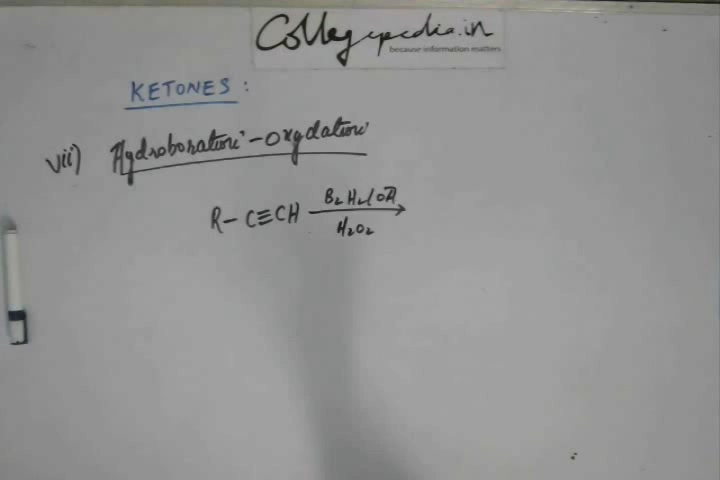 Collegepedia.in
because information matters
KETONES :
vii) Hydroboration - Oxydation
R - C≡CH B₂H₆/OH⁻
H₂O₂